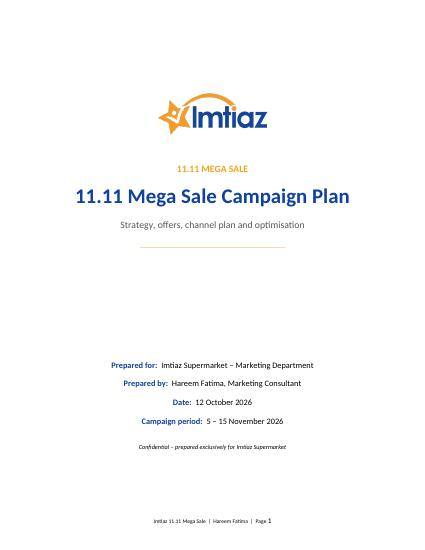 Imtiaz
11.11 MEGA SALE
11.11 Mega Sale Campaign Plan
Strategy, offers, channel plan and optimisation
Prepared for: Imtiaz Supermarket – Marketing Department
Prepared by: Hareem Fatima, Marketing Consultant
Date: 12 October 2026
Campaign period: 5 – 15 November 2026
Confidential – prepared exclusively for Imtiaz Supermarket
Imtiaz 11.11 Mega Sale | Hareem Fatima | Page 1